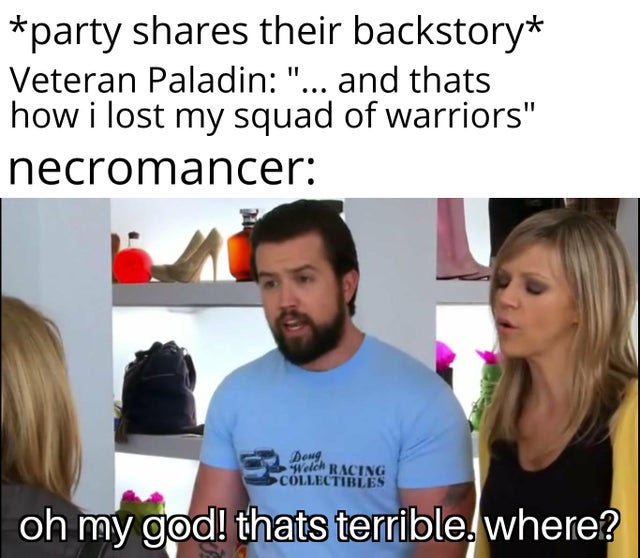 *party shares their backstory*
Veteran Paladin: "... and thats
how i lost my squad of warriors"
necromancer:
Doug
Welch RACING
COLLECTIBLES
oh my god! thats terrible. where?